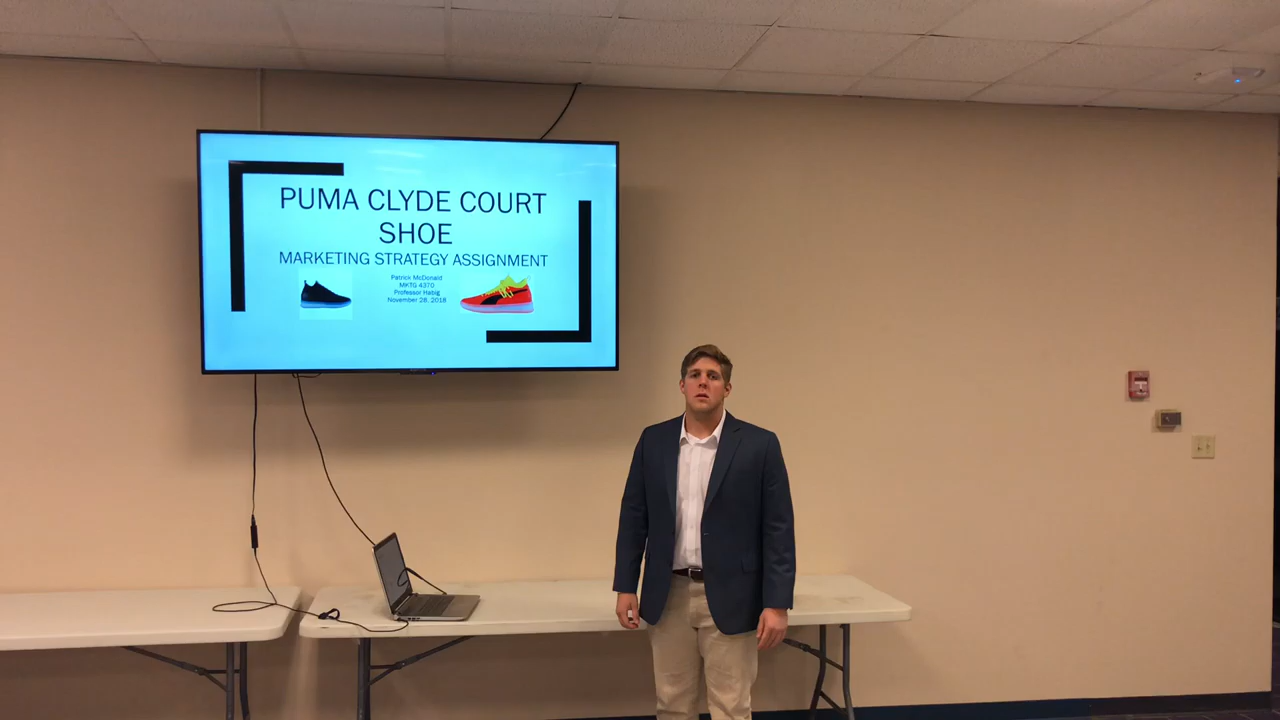 PUMA CLYDE COURT
SHOE
MARKETING STRATEGY ASSIGNMENT
Patrick McDonald
MKTG 4370
Professor Habig
November 28, 2018